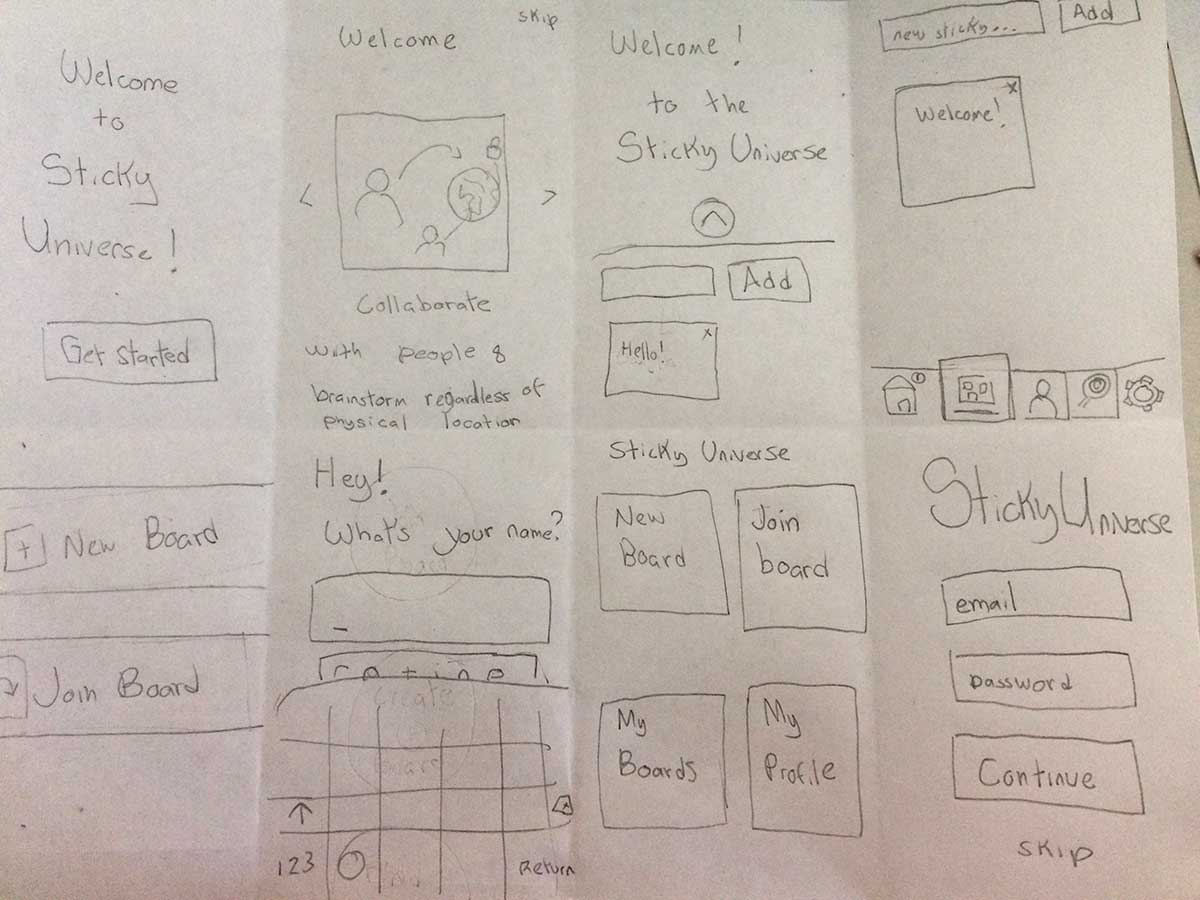 Welcome
to
Sticky
Universe!
Get started
skip
Welcome
<
>
Collaborate
with people &
brainstorm regardless of
physical location
Welcome!
to the
Sticky Universe
Add
x
Hello!
new sticky...
Add
x
Welcome!
+ New Board
Join Board
Hey!
What's your name?
123
Return
Sticky Universe
New
Board
Join
board
My
Boards
My
Profile
Sticky Universe
email
password
Continue
skip